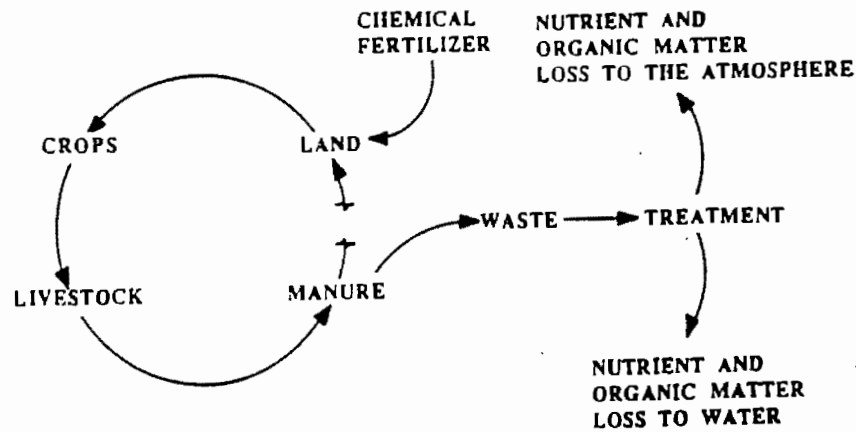 CHEMICAL
FERTILIZER
NUTRIENT AND
ORGANIC MATTER
LOSS TO THE ATMOSPHERE
CROPS
LAND
WASTE
TREATMENT
LIVESTOCK
MANURE
NUTRIENT AND
ORGANIC MATTER
LOSS TO WATER